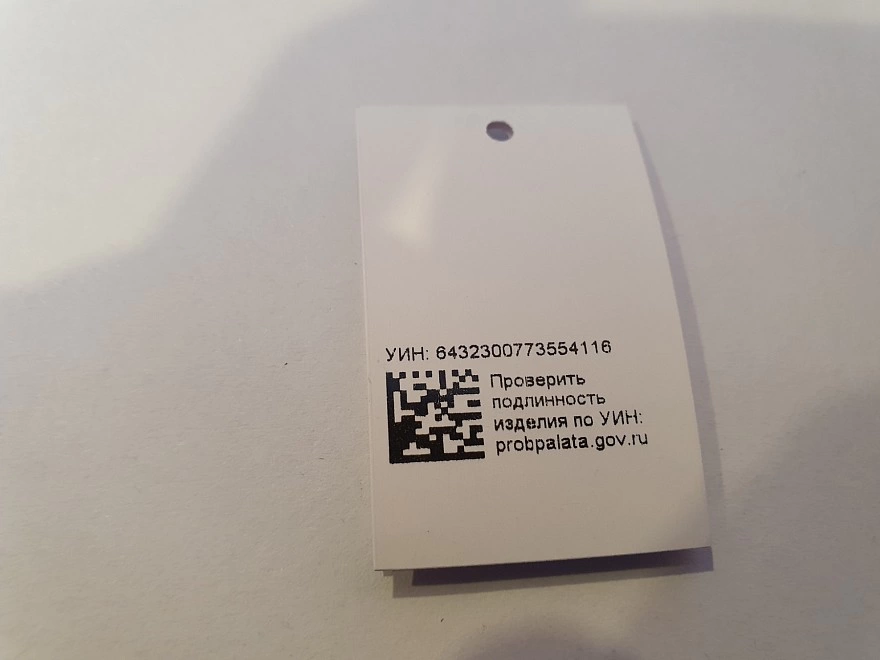 УИН: 6432300773554116
Проверить
подлинность
изделия по УИН:
probpalata.gov.ru